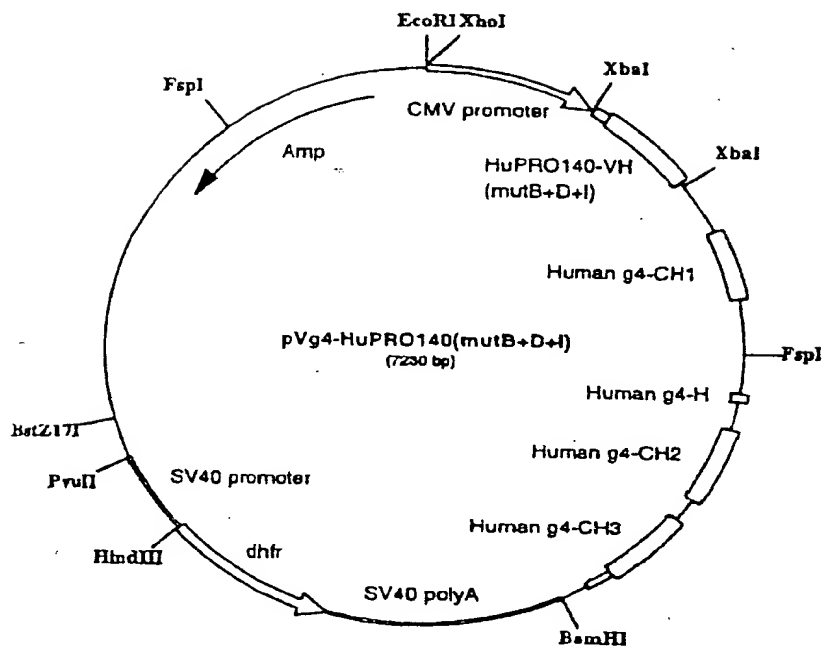 EcoRI XhoI
XbaI
FspI
CMV promoter
Amp
HuPRO140-VH
(mutB+D+I)
XbaI
Human g4-CH1
pVg4-HuPRO140(mutB+D+I)
(7230 bp)
FspI
Human g4-H
BstZ17I
Human g4-CH2
PvuII
SV40 promoter
Human g4-CH3
HindIII
dhfr
SV40 polyA
BamHI